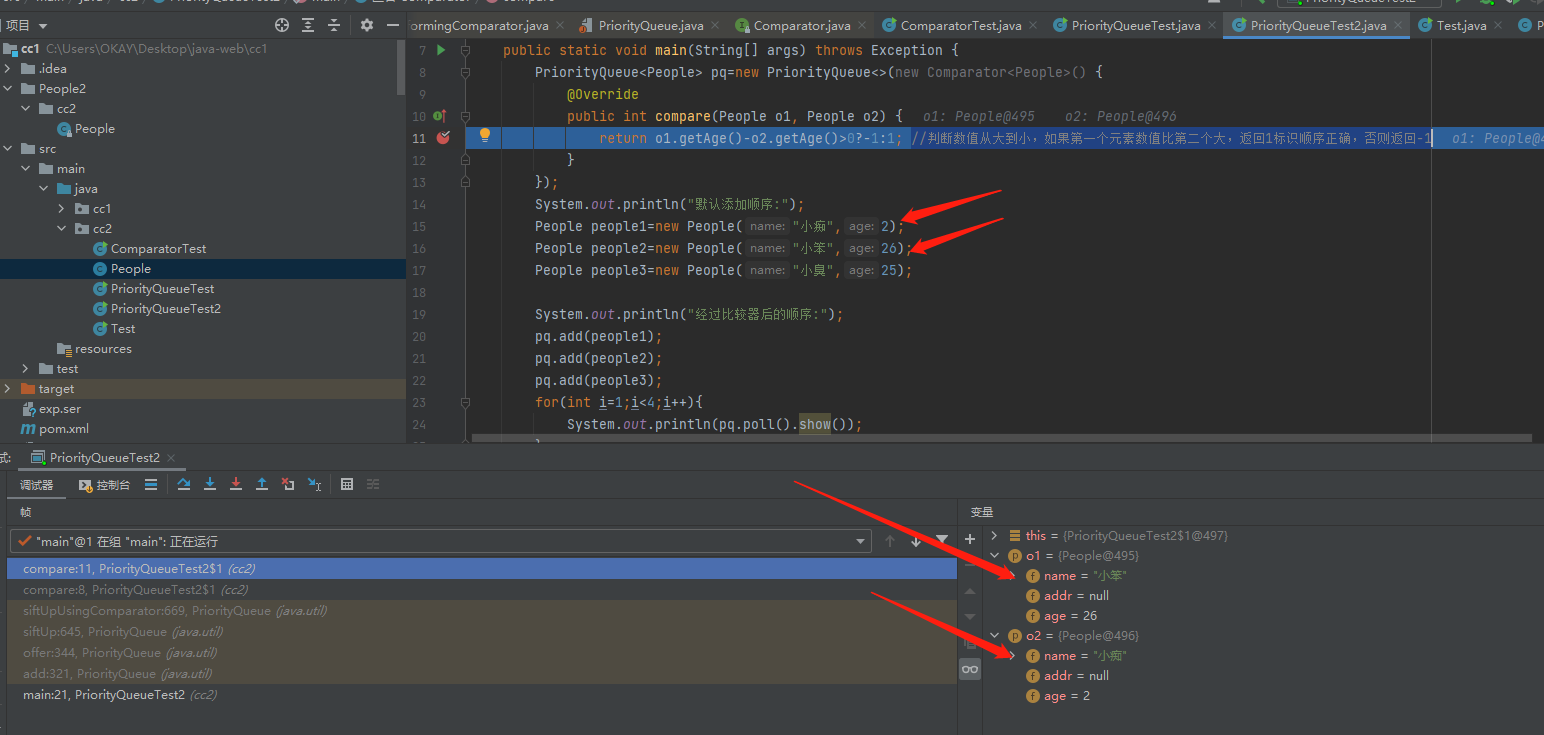 项目
ormingComparator.java PriorityQueue.java Comparator.java ComparatorTest.java PriorityQueueTest.java PriorityQueueTest2.java Test.java
cc1 C:\Users\OKAY\Desktop\java-web\cc1
.idea
People2
cc2
People
src
main
java
cc1
cc2
ComparatorTest
People
PriorityQueueTest
PriorityQueueTest2
Test
resources
test
target
exp.ser
pom.xml
7 public static void main(String[] args) throws Exception {
8 PriorityQueue<People> pq=new PriorityQueue<>(new Comparator<People>() {
9 @Override
10 public int compare(People o1, People o2) { o1: People@495 o2: People@496
11 return o1.getAge()-o2.getAge()>0?-1:1; //判断数值从大到小，如果第一个元素数值比第二个大，返回1标识顺序正确，否则返回-1 o1: People@4
12 }
13 });
14 System.out.println("默认添加顺序:");
15 People people1=new People( name: "小痴", age: 2);
16 People people2=new People( name: "小笨", age: 26);
17 People people3=new People( name: "小臭", age: 25);
18
19 System.out.println("经过比较器后的顺序:");
20 pq.add(people1);
21 pq.add(people2);
22 pq.add(people3);
23 for(int i=1;i<4;i++){
24 System.out.println(pq.poll().show());
式: PriorityQueueTest2
调试器 控制台
帧
"main"@1 在组 "main": 正在运行
compare:11, PriorityQueueTest2$1 (cc2)
compare:8, PriorityQueueTest2$1 (cc2)
siftUpUsingComparator:669, PriorityQueue (java.util)
siftUp:645, PriorityQueue (java.util)
offer:344, PriorityQueue (java.util)
add:321, PriorityQueue (java.util)
main:21, PriorityQueueTest2 (cc2)
变量
this = {PriorityQueueTest2$1@497}
o1 = {People@495}
name = "小笨"
addr = null
age = 26
o2 = {People@496}
name = "小痴"
addr = null
age = 2